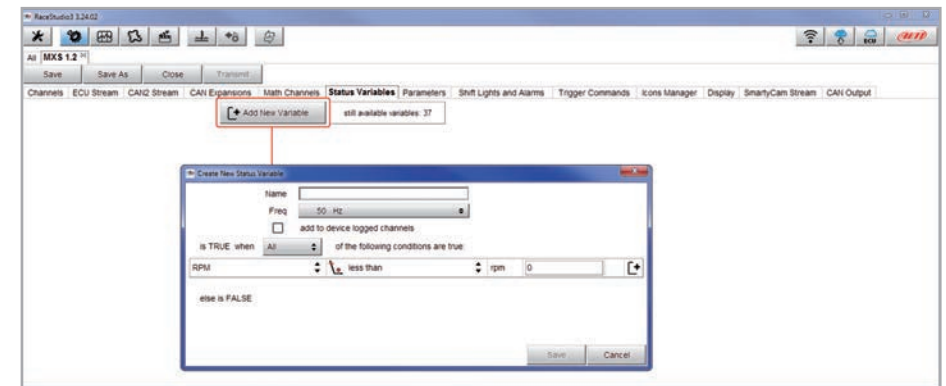 RaceStudio3 3.24.02
ECU AiM
All MXS 1.2
Save Save As Close Transmit
Channels ECU Stream CAN2 Stream CAN Expansions Math Channels Status Variables Parameters Shift Lights and Alarms Trigger Commands Icons Manager Display SmartyCam Stream CAN Output
Add New Variable still available variables: 37
Create New Status Variable
Name
Freq 50 Hz
add to device logged channels
is TRUE when All of the following conditions are true
RPM less than rpm 0
else is FALSE
Save Cancel